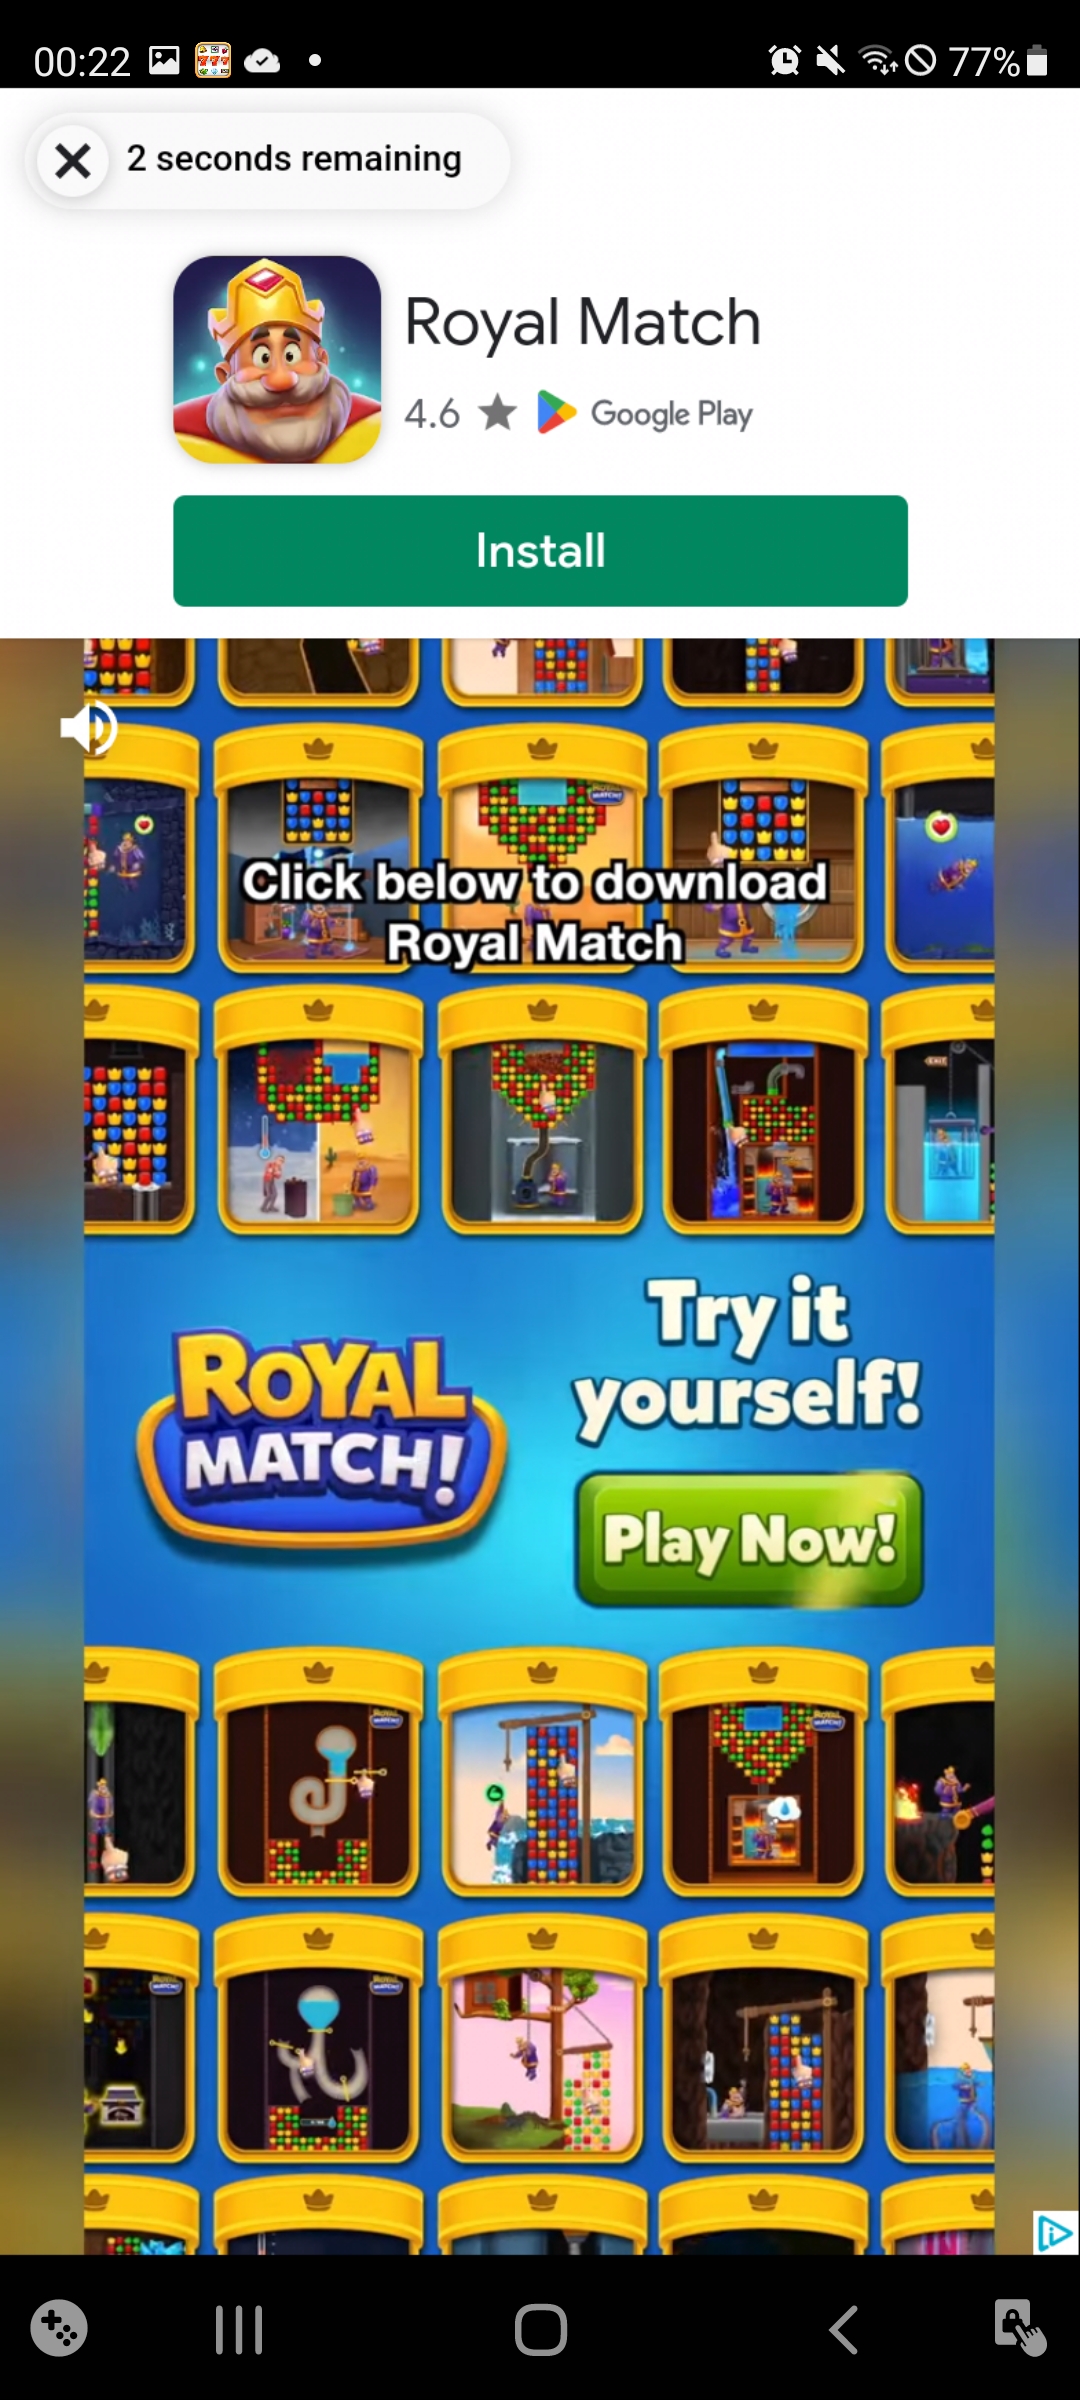 00:22
77%
2 seconds remaining
Royal Match
4.6 ★ Google Play
Install
Click below to download
Royal Match
Try it
yourself!
ROYAL
MATCH!
Play Now!